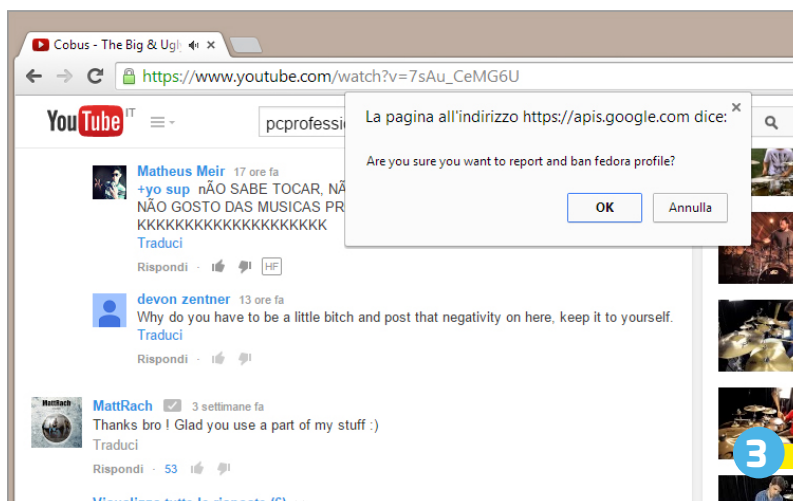 Cobus - The Big & Ugl
https://www.youtube.com/watch?v=7sAu_CeMG6U
YouTube IT
pcprofessi
La pagina all'indirizzo https://apis.google.com dice:
Are you sure you want to report and ban fedora profile?
OK Annulla
Matheus Meir 17 ore fa
+yo sup nÃO SABE TOCAR, NÃ
NÃO GOSTO DAS MUSICAS PR
KKKKKKKKKKKKKKKKKKKK
Traduci
Rispondi · HF
devon zentner 13 ore fa
Why do you have to be a little bitch and post that negativity on here, keep it to yourself.
Traduci
Rispondi ·
MattRach 3 settimane fa
MattRach
Thanks bro ! Glad you use a part of my stuff :)
Traduci
Rispondi · 53
3